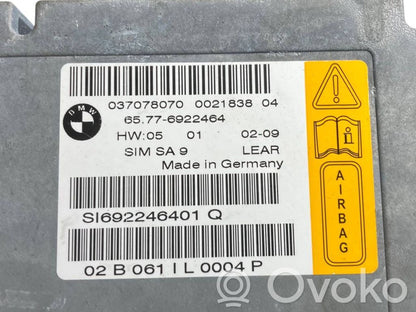 BMW
037078070 0021838 04
65.77-6922464
HW:05 01 02-09
SIM SA 9 LEAR
Made in Germany
SI692246401 Q
02 B 061 I L 0004 P
i
AIRBAG
Ovoko